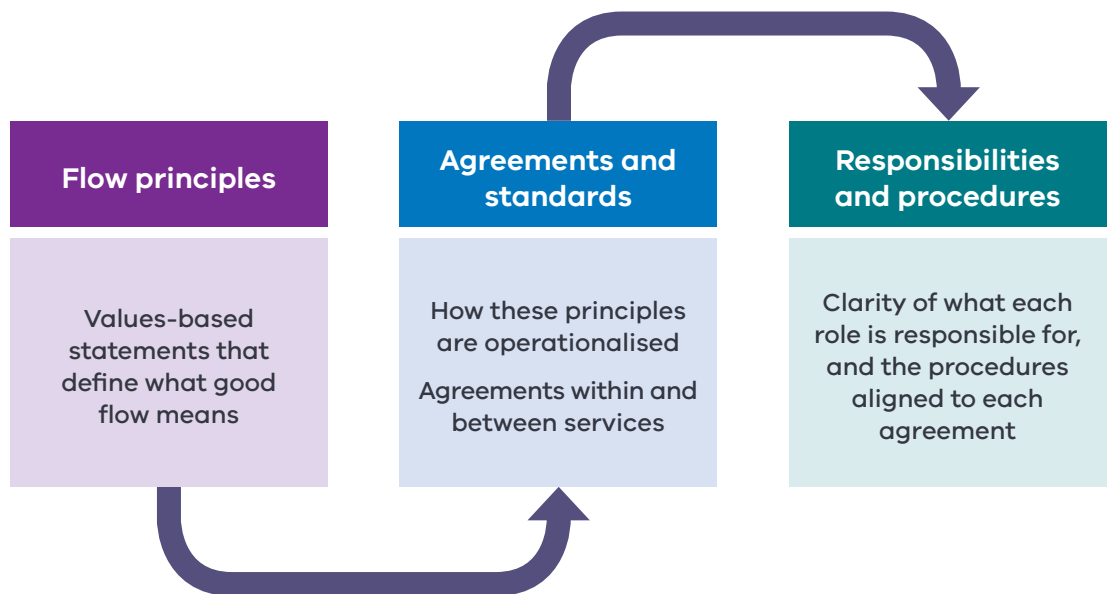 Flow principles
Values-based
statements that
define what good
flow means
Agreements and
standards
How these principles
are operationalised
Agreements within and
between services
Responsibilities
and procedures
Clarity of what each
role is responsible for,
and the procedures
aligned to each
agreement